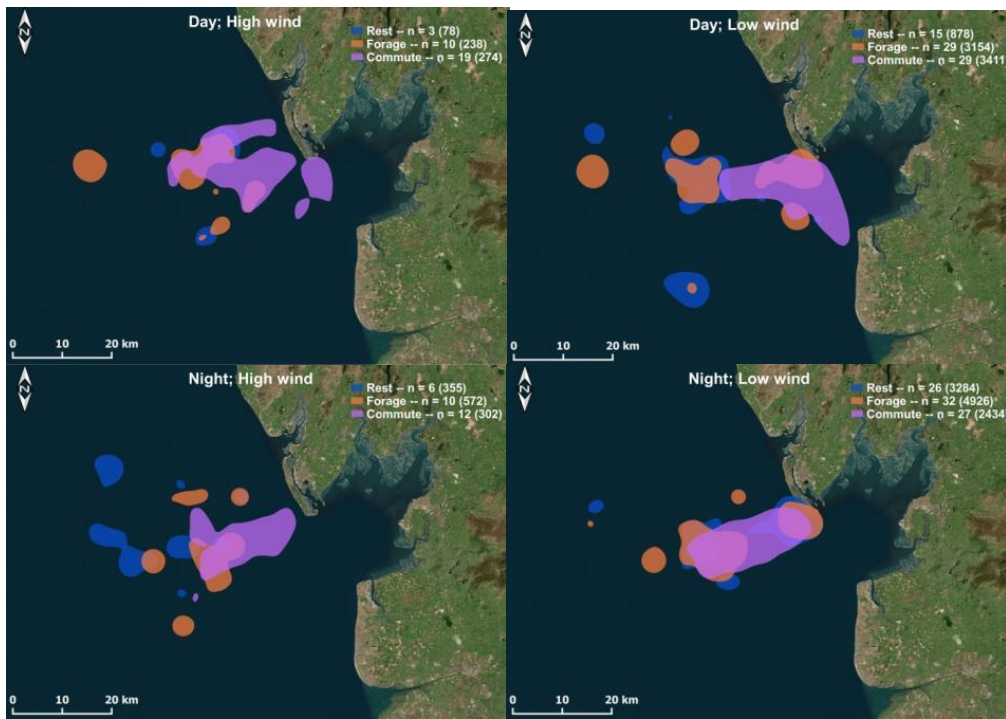 Day; High wind
Rest -- n = 3 (78)
Forage -- n = 10 (238)
Commute -- n = 19 (274)
N
0 10 20 km
Day; Low wind
Rest -- n = 15 (878)
Forage -- n = 29 (3154)
Commute -- n = 29 (3411
N
0 10 20 km
Night; High wind
Rest -- n = 6 (355)
Forage -- n = 10 (572)
Commute -- n = 12 (302)
N
0 10 20 km
Night; Low wind
Rest -- n = 26 (3284)
Forage -- n = 32 (4926)
Commute -- n = 27 (2434
N
0 10 20 km